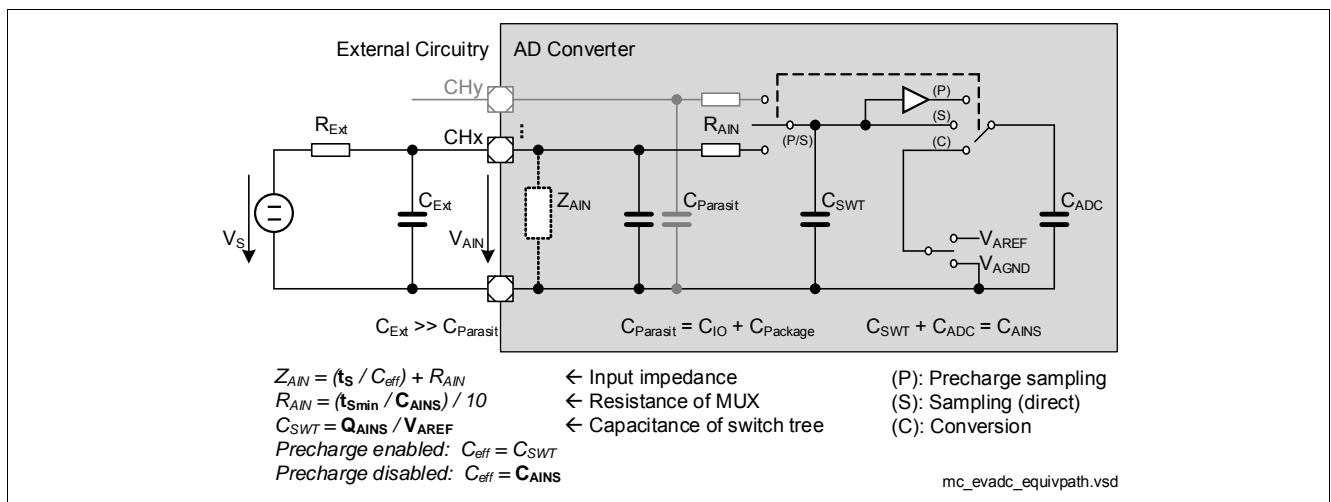 External Circuitry
AD Converter
CHy
(P)
R_Ext
CHx
⋮
R_AIN
(P/S)
(S)
(C)
C_Ext
Z_AIN
C_Parasit
C_SWT
C_ADC
V_S
V_AIN
V_AREF
V_AGND
C_Ext >> C_Parasit
C_Parasit = C_IO + C_Package
C_SWT + C_ADC = C_AINS
Z_AIN = (t_S / C_eff) + R_AIN
← Input impedance
(P): Precharge sampling
R_AIN = (t_Smin / C_AINS) / 10
← Resistance of MUX
(S): Sampling (direct)
C_SWT = Q_AINS / V_AREF
← Capacitance of switch tree
(C): Conversion
Precharge enabled: C_eff = C_SWT
Precharge disabled: C_eff = C_AINS
mc_evadc_equivpath.vsd